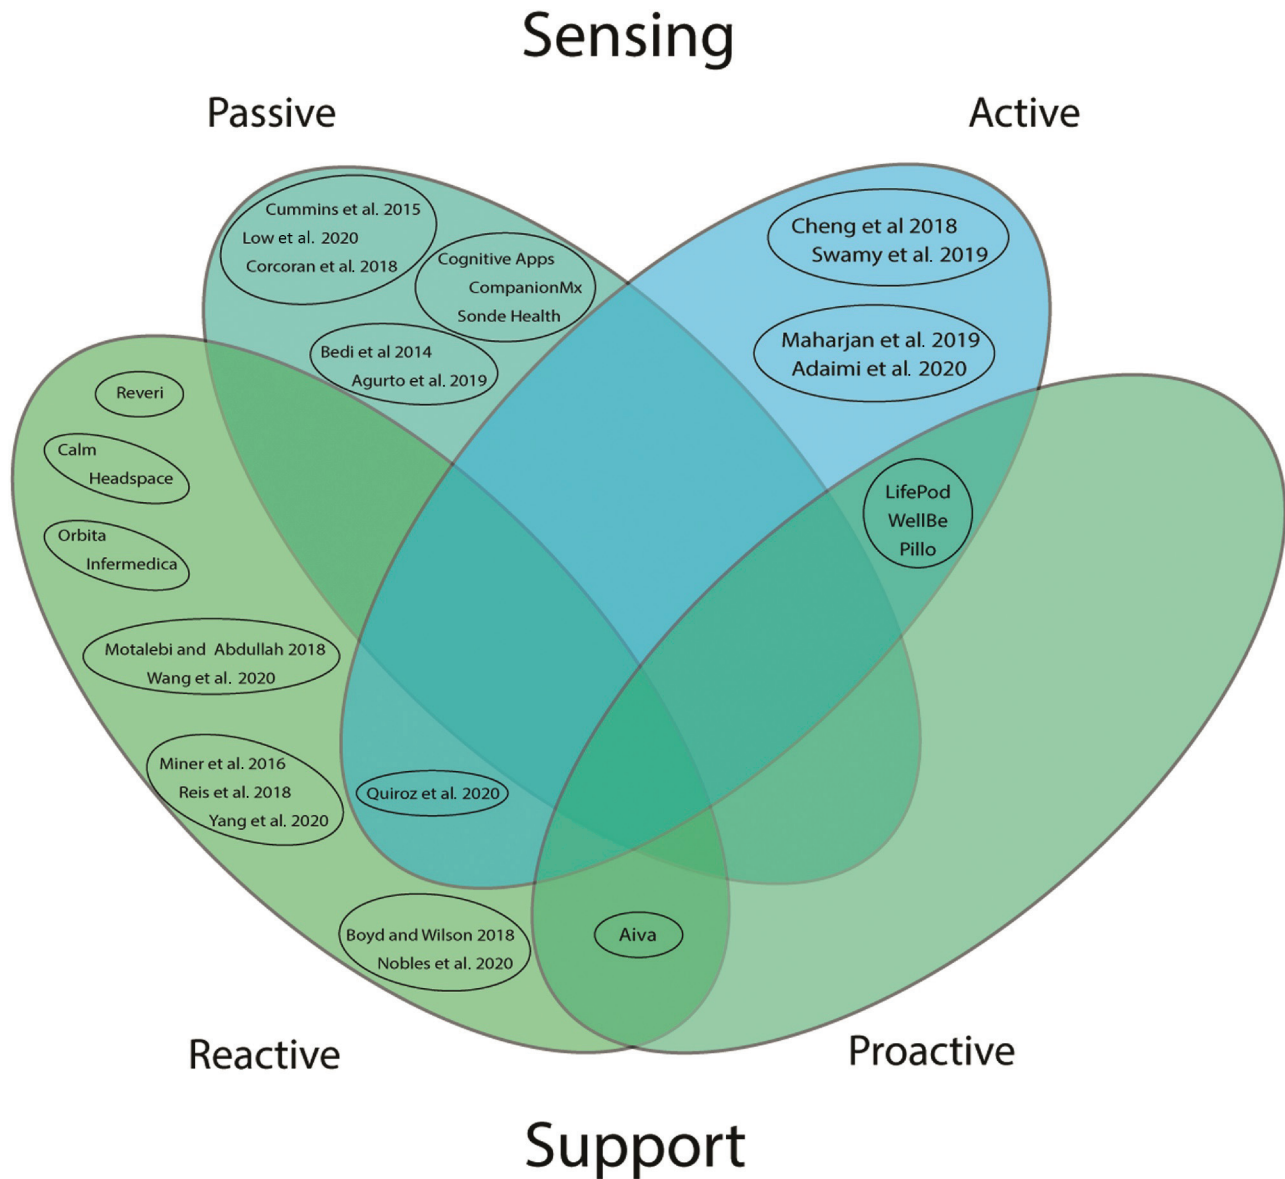 Sensing
Passive
Active
Cummins et al. 2015
Low et al. 2020
Corcoran et al. 2018
Cognitive Apps
CompanionMx
Sonde Health
Bedi et al 2014
Agurto et al. 2019
Cheng et al 2018
Swamy et al. 2019
Maharjan et al. 2019
Adaimi et al. 2020
Reveri
Calm
Headspace
Orbita
Infermedica
LifePod
WellBe
Pillo
Motalebi and Abdullah 2018
Wang et al. 2020
Miner et al. 2016
Reis et al. 2018
Yang et al. 2020
Quiroz et al. 2020
Boyd and Wilson 2018
Nobles et al. 2020
Aiva
Reactive
Proactive
Support